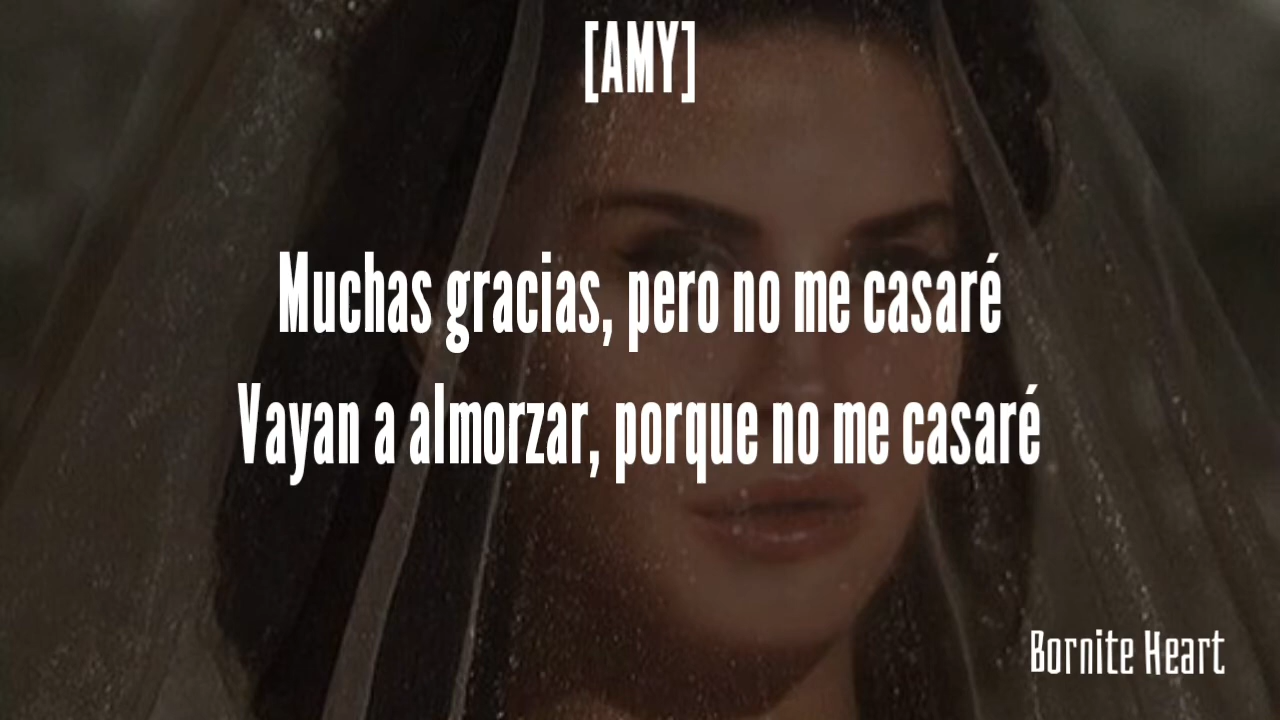 [AMY]
Muchas gracias, pero no me casaré
Vayan a almorzar, porque no me casaré
Bornite Heart